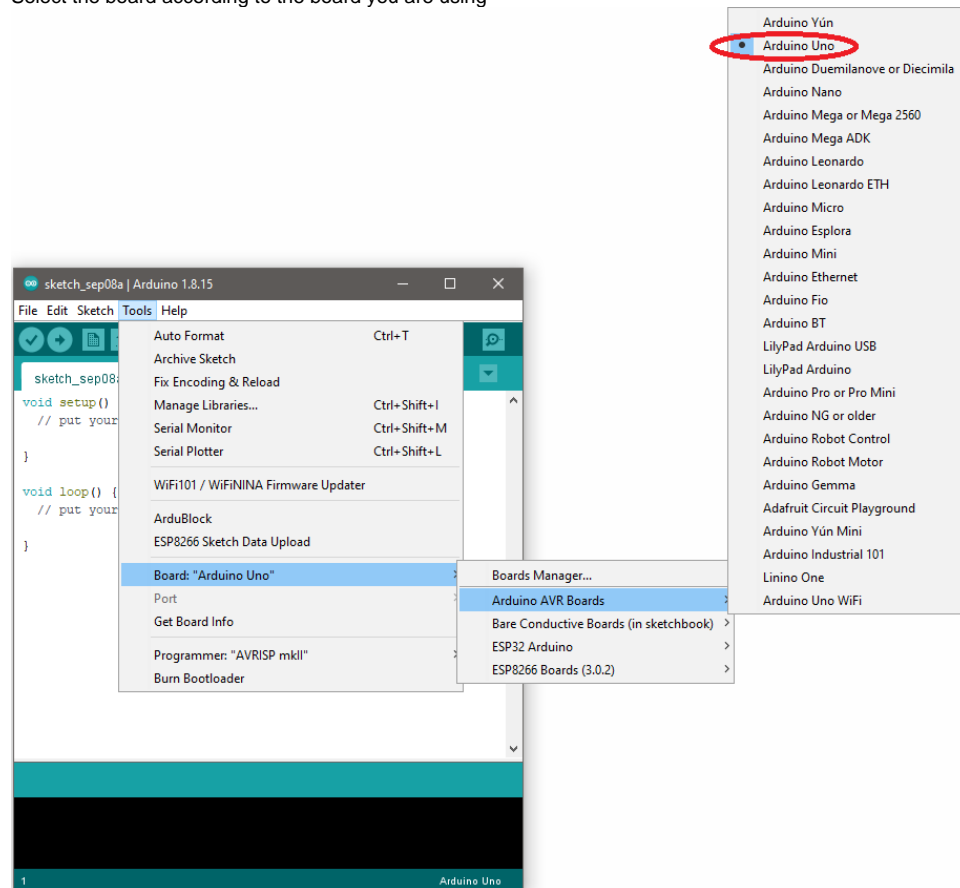 Select the board according to the board you are using
Arduino Yún
Arduino Uno
Arduino Duemilanove or Diecimila
Arduino Nano
Arduino Mega or Mega 2560
Arduino Mega ADK
Arduino Leonardo
Arduino Leonardo ETH
Arduino Micro
Arduino Esplora
Arduino Mini
Arduino Ethernet
Arduino Fio
Arduino BT
LilyPad Arduino USB
LilyPad Arduino
Arduino Pro or Pro Mini
Arduino NG or older
Arduino Robot Control
Arduino Robot Motor
Arduino Gemma
Adafruit Circuit Playground
Arduino Yún Mini
Arduino Industrial 101
Linino One
Arduino Uno WiFi
sketch_sep08a | Arduino 1.8.15
File Edit Sketch Tools Help
Auto Format Ctrl+T
Archive Sketch
Fix Encoding & Reload
Manage Libraries... Ctrl+Shift+I
Serial Monitor Ctrl+Shift+M
Serial Plotter Ctrl+Shift+L
WiFi101 / WiFiNINA Firmware Updater
ArduBlock
ESP8266 Sketch Data Upload
Board: "Arduino Uno"
Port
Get Board Info
Programmer: "AVRISP mkII"
Burn Bootloader
Boards Manager...
Arduino AVR Boards
Bare Conductive Boards (in sketchbook)
ESP32 Arduino
ESP8266 Boards (3.0.2)
sketch_sep08
void setup()
// put your
}
void loop() {
// put your
}
1 Arduino Uno